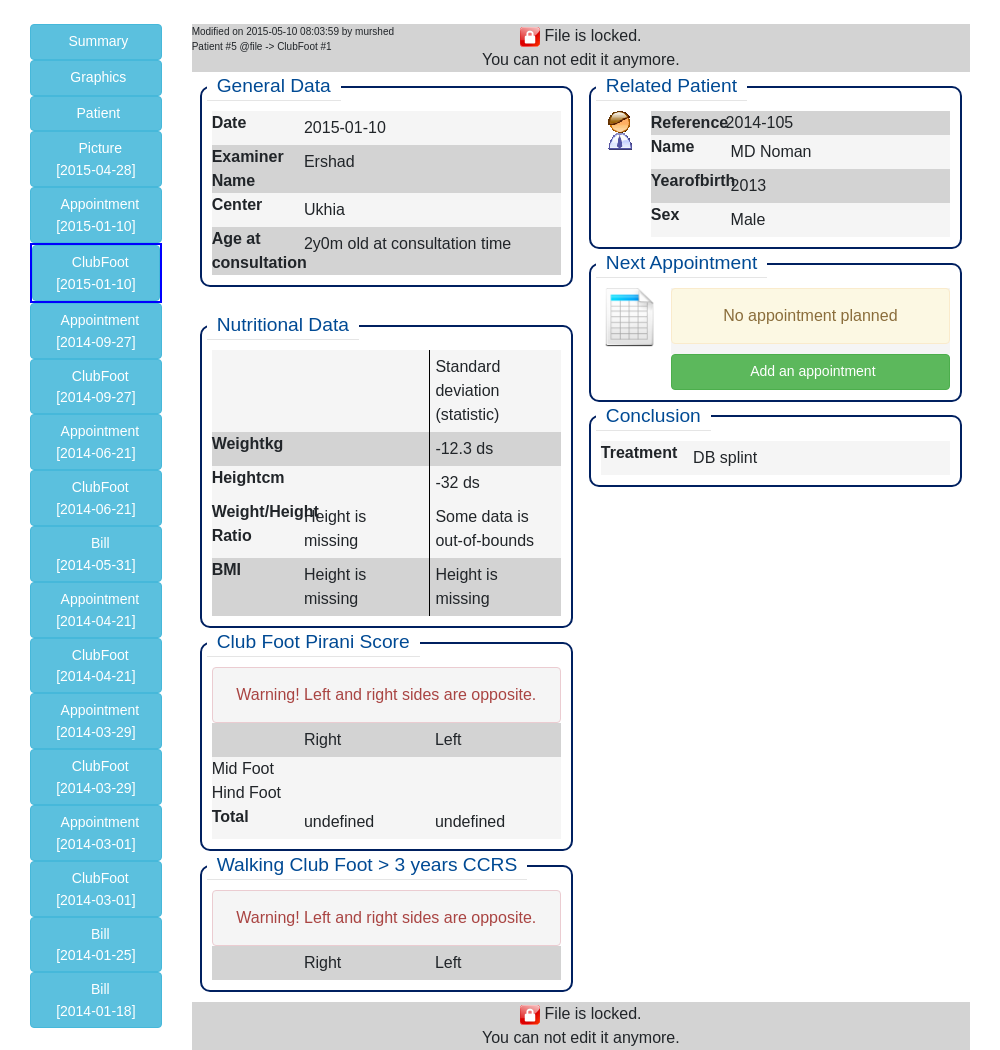 Summary
Graphics
Patient
Picture
[2015-04-28]
Appointment
[2015-01-10]
ClubFoot
[2015-01-10]
Appointment
[2014-09-27]
ClubFoot
[2014-09-27]
Appointment
[2014-06-21]
ClubFoot
[2014-06-21]
Bill
[2014-05-31]
Appointment
[2014-04-21]
ClubFoot
[2014-04-21]
Appointment
[2014-03-29]
ClubFoot
[2014-03-29]
Appointment
[2014-03-01]
ClubFoot
[2014-03-01]
Bill
[2014-01-25]
Bill
[2014-01-18]
Modified on 2015-05-10 08:03:59 by murshed
Patient #5 @file -> ClubFoot #1
File is locked.
You can not edit it anymore.
General Data
Date 2015-01-10
Examiner Name Ershad
Center Ukhia
Age at consultation 2y0m old at consultation time
Nutritional Data
Standard
deviation
(statistic)
Weightkg -12.3 ds
Heightcm -32 ds
Weight/Height Ratio Height is missing Some data is out-of-bounds
BMI Height is missing Height is missing
Club Foot Pirani Score
Warning! Left and right sides are opposite.
Right Left
Mid Foot
Hind Foot
Total undefined undefined
Walking Club Foot > 3 years CCRS
Warning! Left and right sides are opposite.
Right Left
Related Patient
Reference 2014-105
Name MD Noman
Yearofbirth 2013
Sex Male
Next Appointment
No appointment planned
Add an appointment
Conclusion
Treatment DB splint
File is locked.
You can not edit it anymore.